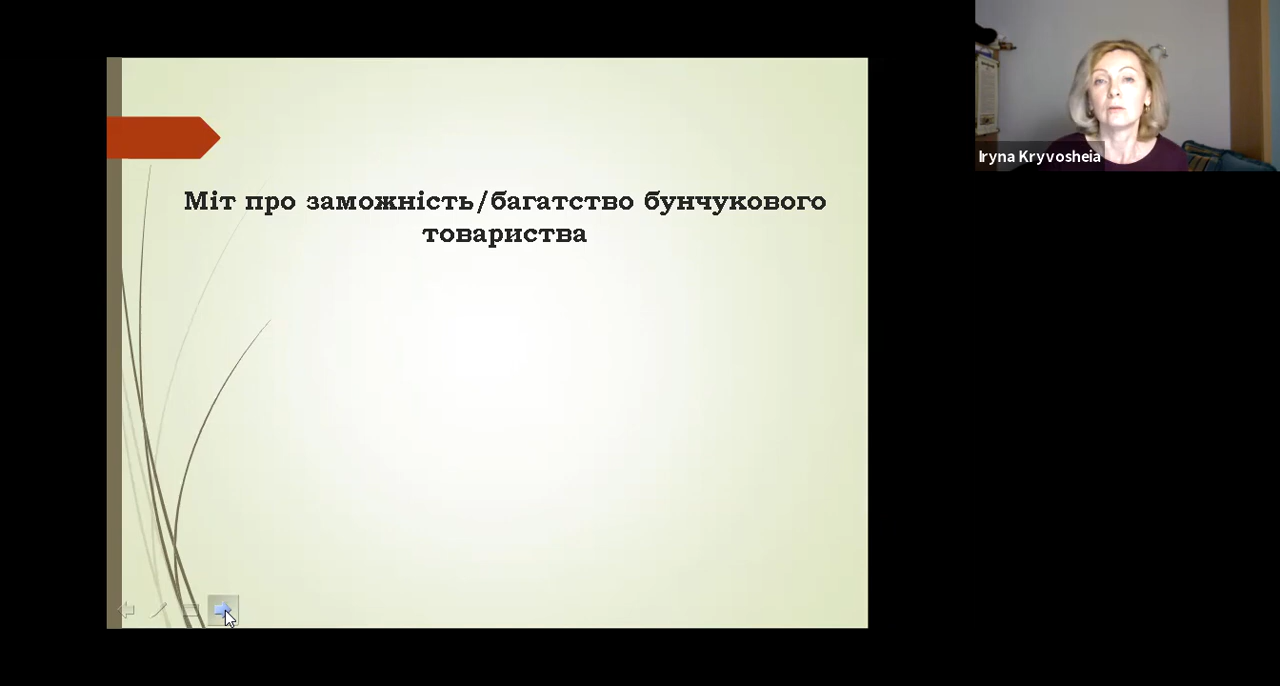 Міт про заможність/багатство бунчукового
товариства
Iryna Kryvosheia